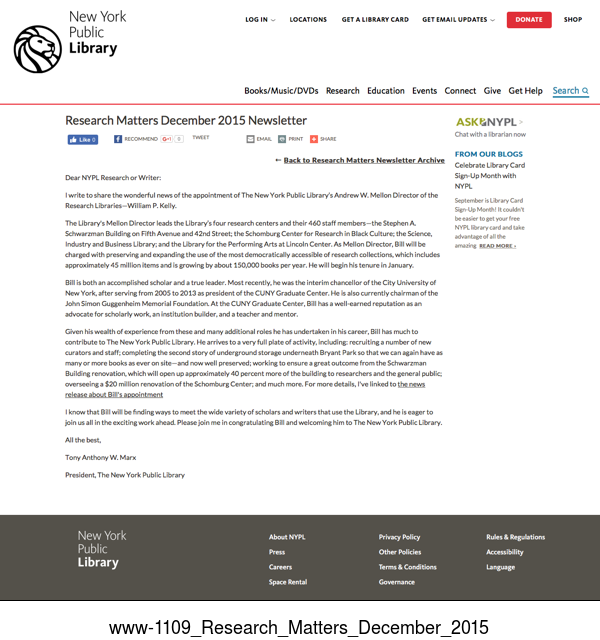 New York
Public
Library
LOG IN
LOCATIONS
GET A LIBRARY CARD
GET EMAIL UPDATES
DONATE
SHOP
Books/Music/DVDs Research Education Events Connect Give Get Help Search
Research Matters December 2015 Newsletter
Like 0
RECOMMEND
G+1 0
TWEET
EMAIL
PRINT
SHARE
← Back to Research Matters Newsletter Archive
Dear NYPL Research or Writer:
I write to share the wonderful news of the appointment of The New York Public Library's Andrew W. Mellon Director of the
Research Libraries—William P. Kelly.
The Library's Mellon Director leads the Library's four research centers and their 460 staff members—the Stephen A.
Schwarzman Building on Fifth Avenue and 42nd Street; the Schomburg Center for Research in Black Culture; the Science,
Industry and Business Library; and the Library for the Performing Arts at Lincoln Center. As Mellon Director, Bill will be
charged with preserving and expanding the use of the most democratically accessible of research collections, which includes
approximately 45 million items and is growing by about 150,000 books per year. He will begin his tenure in January.
Bill is both an accomplished scholar and a true leader. Most recently, he was the interim chancellor of the City University of
New York, after serving from 2005 to 2013 as president of the CUNY Graduate Center. He is also currently chairman of the
John Simon Guggenheim Memorial Foundation. At the CUNY Graduate Center, Bill has a well-earned reputation as an
advocate for scholarly work, an institution builder, and a teacher and mentor.
Given his wealth of experience from these and many additional roles he has undertaken in his career, Bill has much to
contribute to The New York Public Library. He arrives to a very full plate of activity, including: recruiting a number of new
curators and staff; completing the second story of underground storage underneath Bryant Park so that we can again have as
many or more books as ever on site—and now well preserved; working to ensure a great outcome from the Schwarzman
Building renovation, which will open up approximately 40 percent more of the building to researchers and the general public;
overseeing a $20 million renovation of the Schomburg Center; and much more. For more details, I've linked to the news
release about Bill's appointment
I know that Bill will be finding ways to meet the wide variety of scholars and writers that use the Library, and he is eager to
join us all in the exciting work ahead. Please join me in congratulating Bill and welcoming him to The New York Public Library.
All the best,
Tony Anthony W. Marx
President, The New York Public Library
ASK NYPL >
Chat with a librarian now
FROM OUR BLOGS
Celebrate Library Card
Sign-Up Month with
NYPL
September is Library Card
Sign-Up Month! It couldn't
be easier to get your free
NYPL library card and take
advantage of all the
amazing READ MORE ›
New York
Public
Library
About NYPL
Press
Careers
Space Rental
Privacy Policy
Other Policies
Terms & Conditions
Governance
Rules & Regulations
Accessibility
Language
www-1109_Research_Matters_December_2015